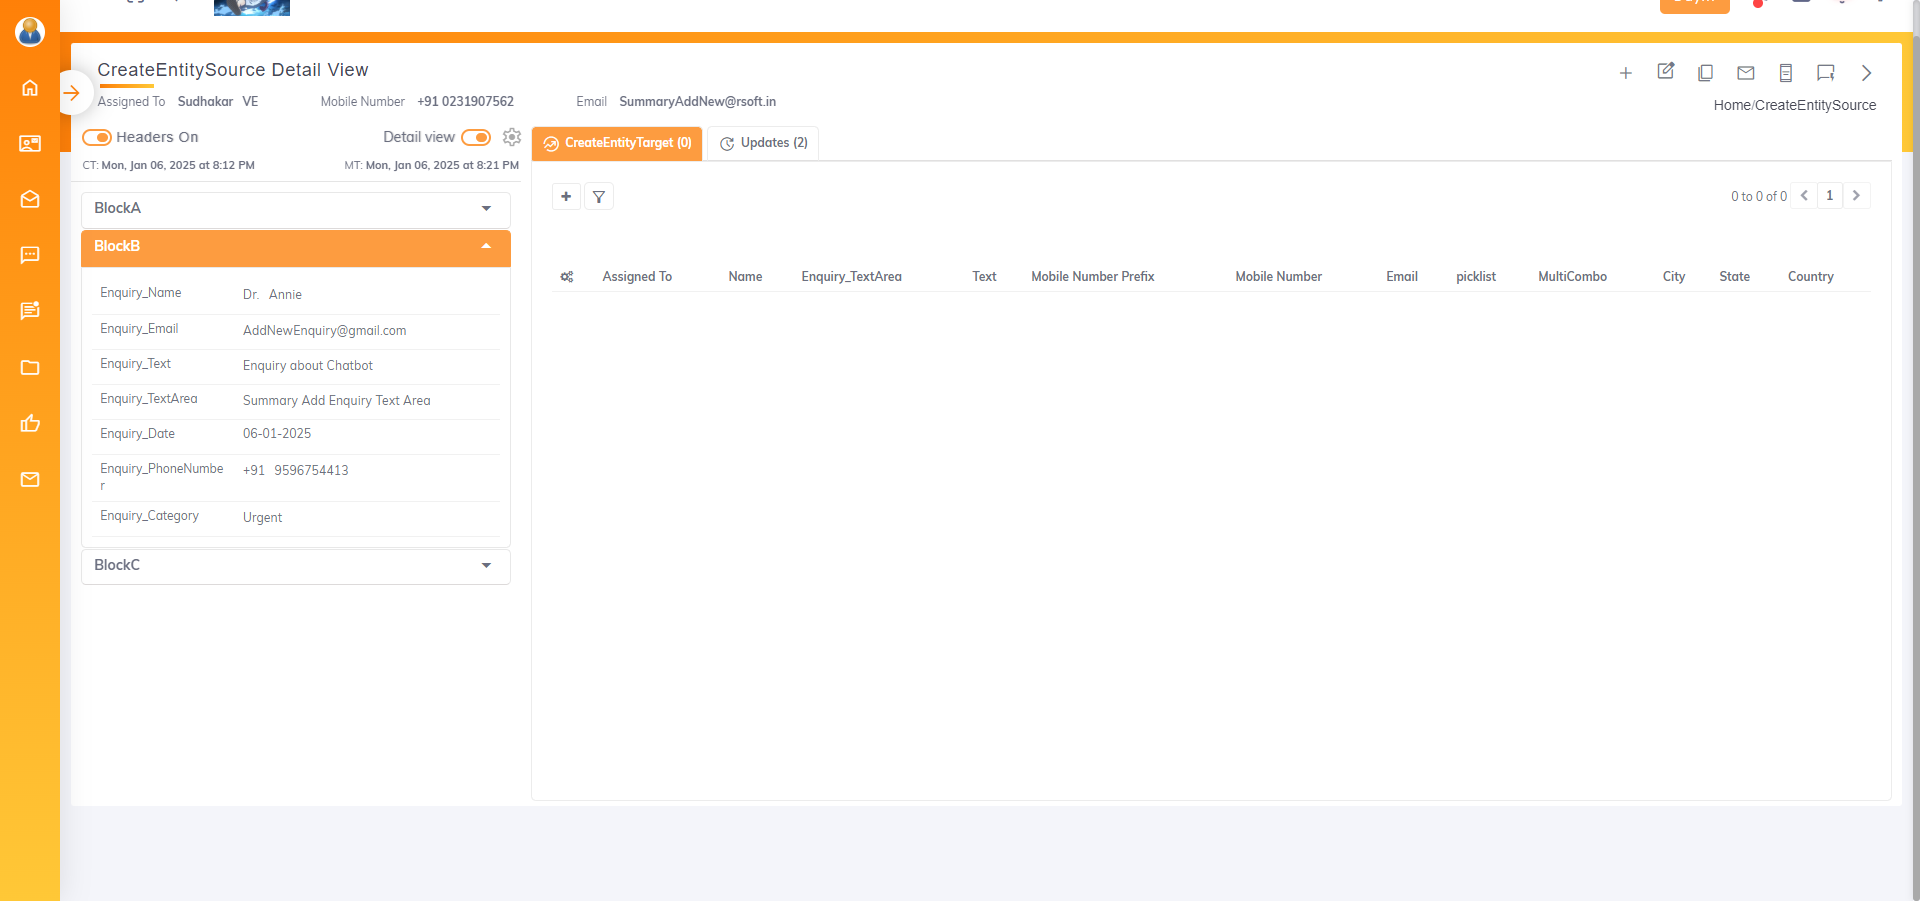 CreateEntitySource Detail View
Assigned To Sudhakar VE Mobile Number +91 0231907562 Email SummaryAddNew@rsoft.in
Home/CreateEntitySource
Headers On Detail view
CT: Mon, Jan 06, 2025 at 8:12 PM MT: Mon, Jan 06, 2025 at 8:21 PM
CreateEntityTarget (0) Updates (2)
0 to 0 of 0 1
BlockA
BlockB
Enquiry_Name Dr. Annie
Enquiry_Email AddNewEnquiry@gmail.com
Enquiry_Text Enquiry about Chatbot
Enquiry_TextArea Summary Add Enquiry Text Area
Enquiry_Date 06-01-2025
Enquiry_PhoneNumbe +91 9596754413
r
Enquiry_Category Urgent
BlockC
Assigned To Name Enquiry_TextArea Text Mobile Number Prefix Mobile Number Email picklist MultiCombo City State Country